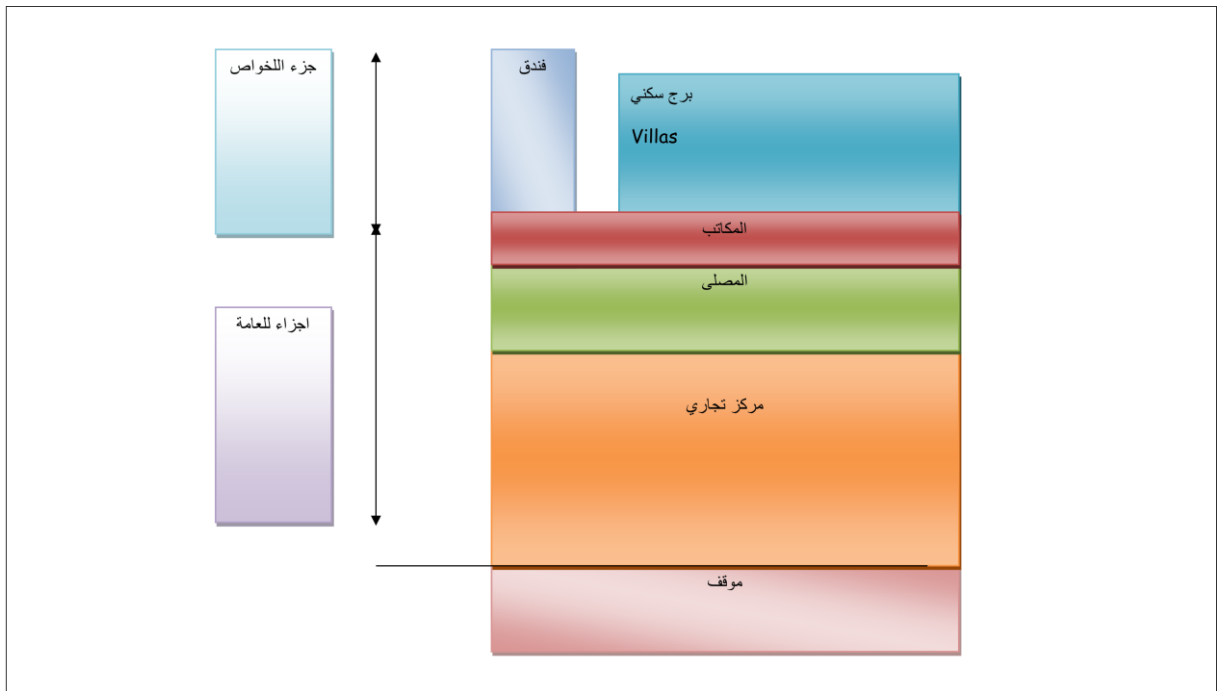 جزء اللخواص
فندق
برج سكني
Villas
المكاتب
المصلى
اجزاء للعامة
مركز تجاري
موقف